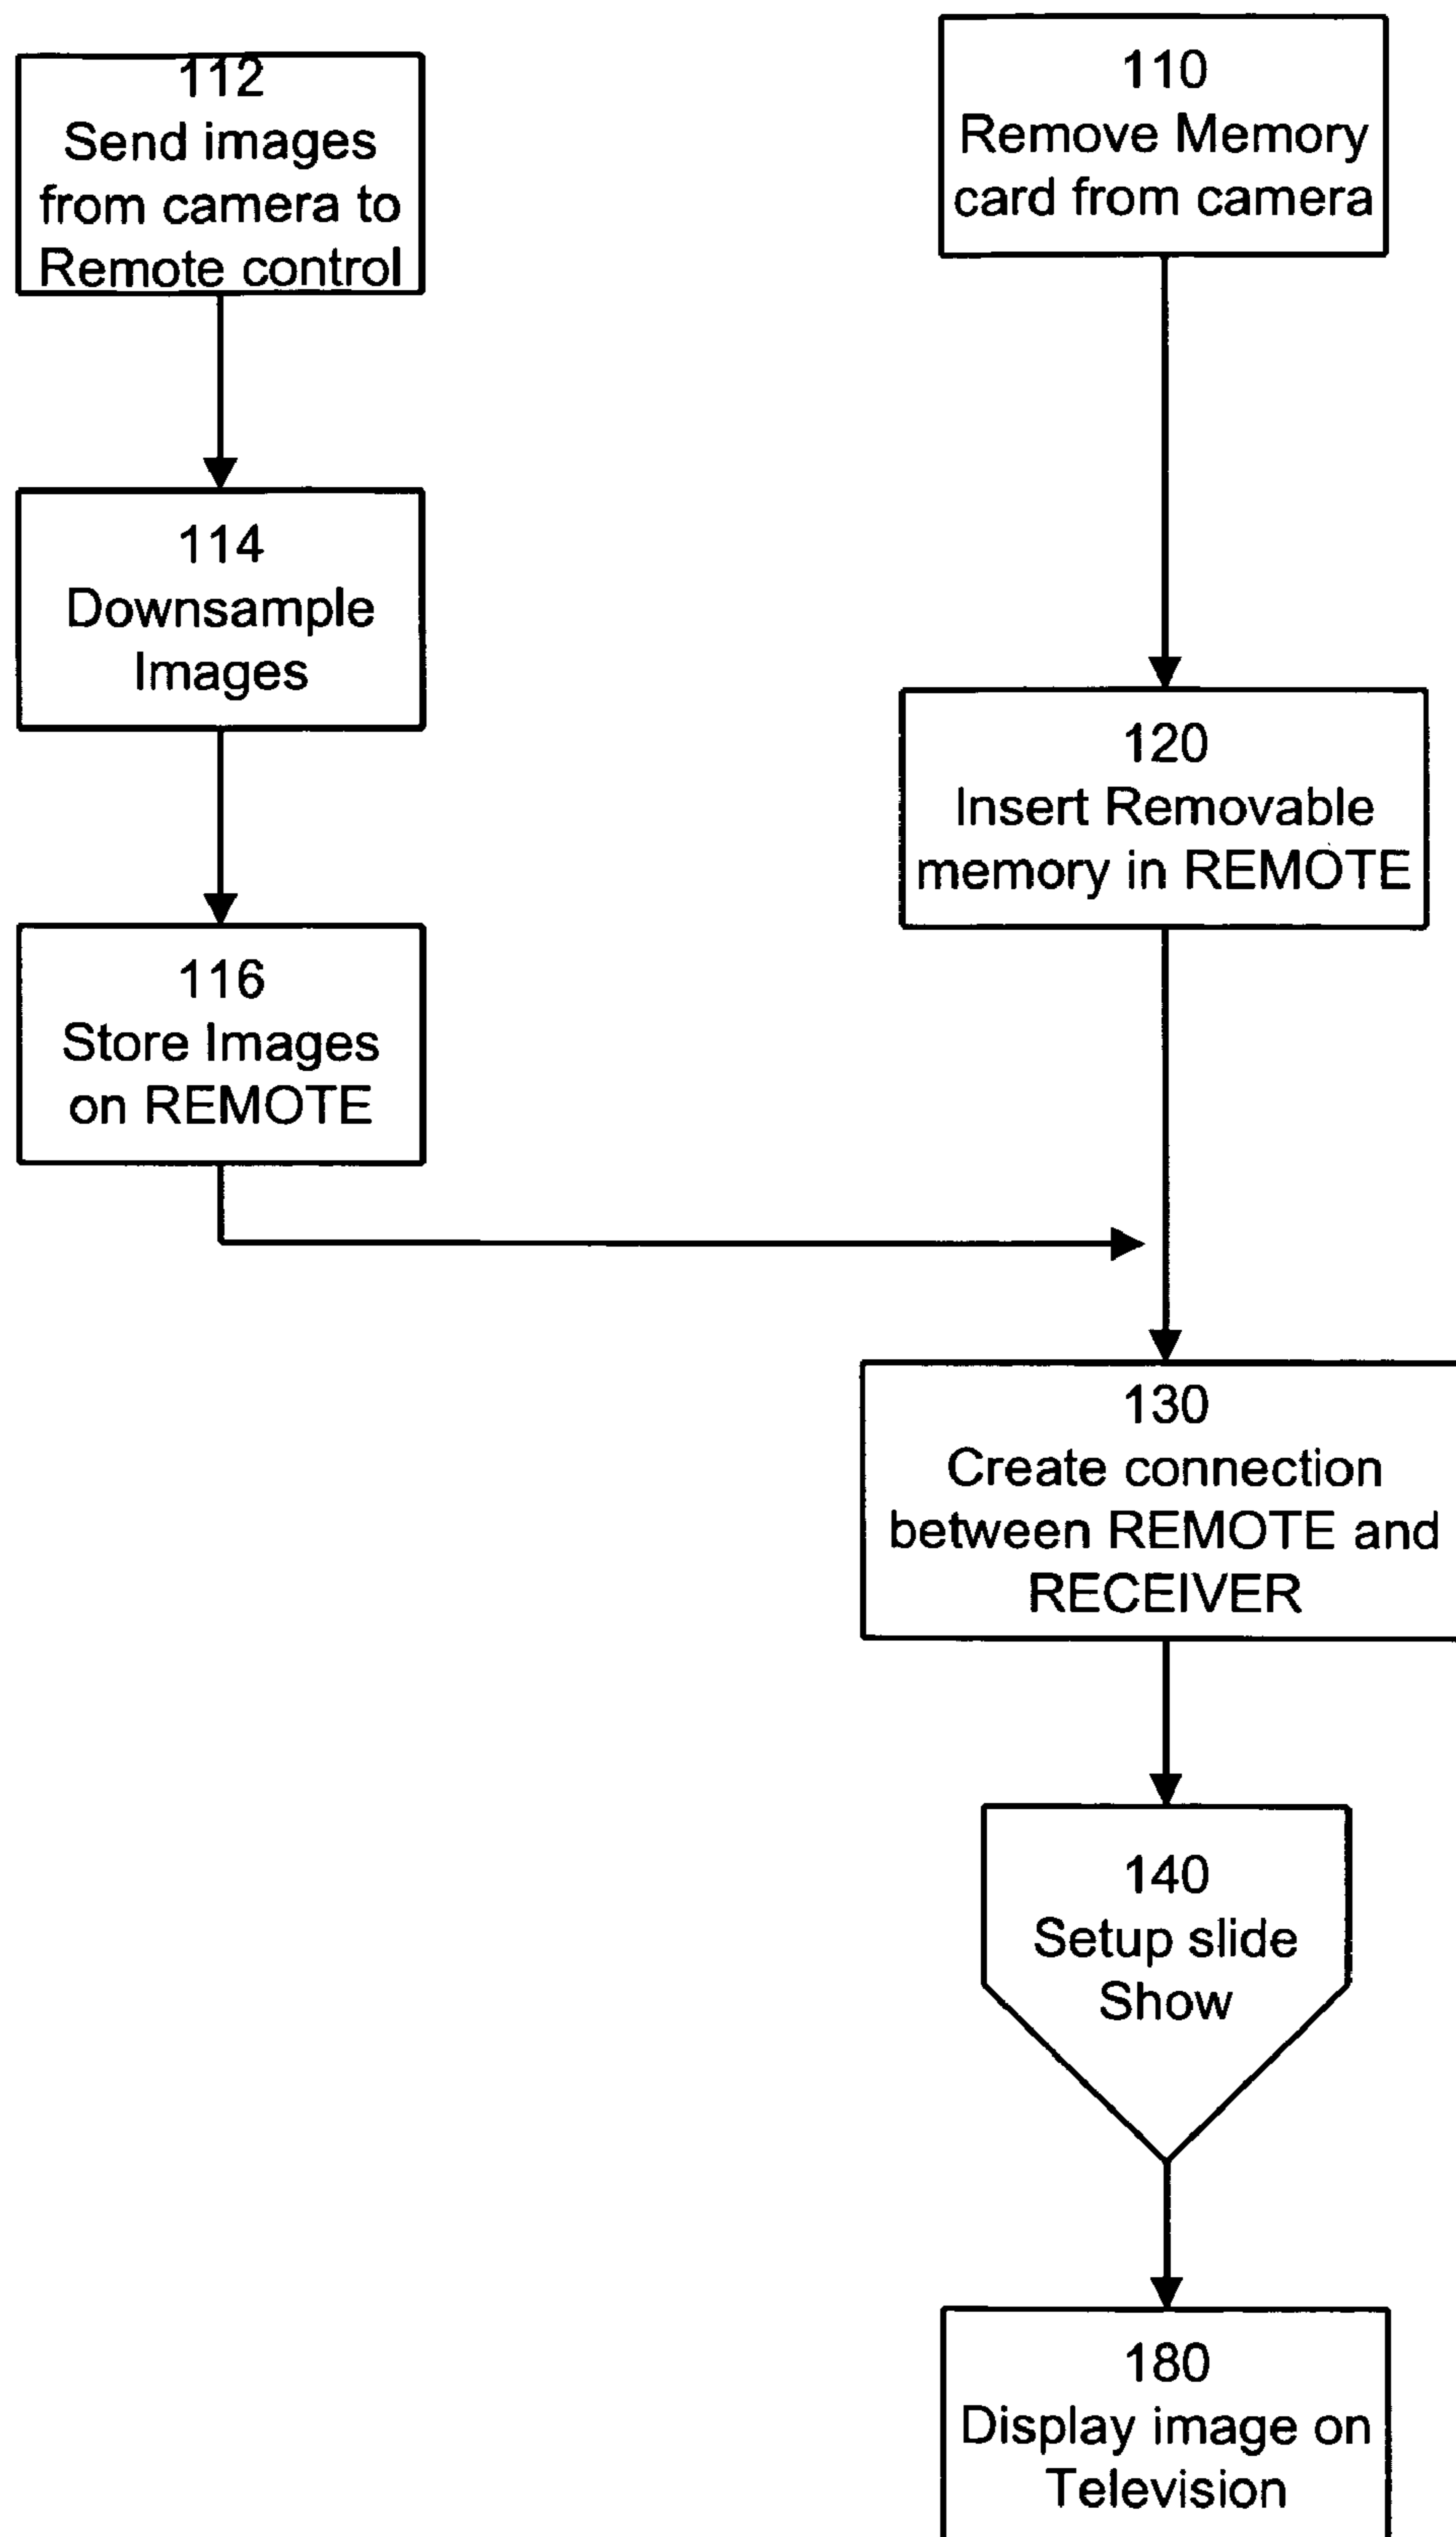 112
Send images
from camera to
Remote control
114
Downsample
Images
116
Store Images
on REMOTE
110
Remove Memory
card from camera
120
Insert Removable
memory in REMOTE
130
Create connection
between REMOTE and
RECEIVER
140
Setup slide
Show
180
Display image on
Television